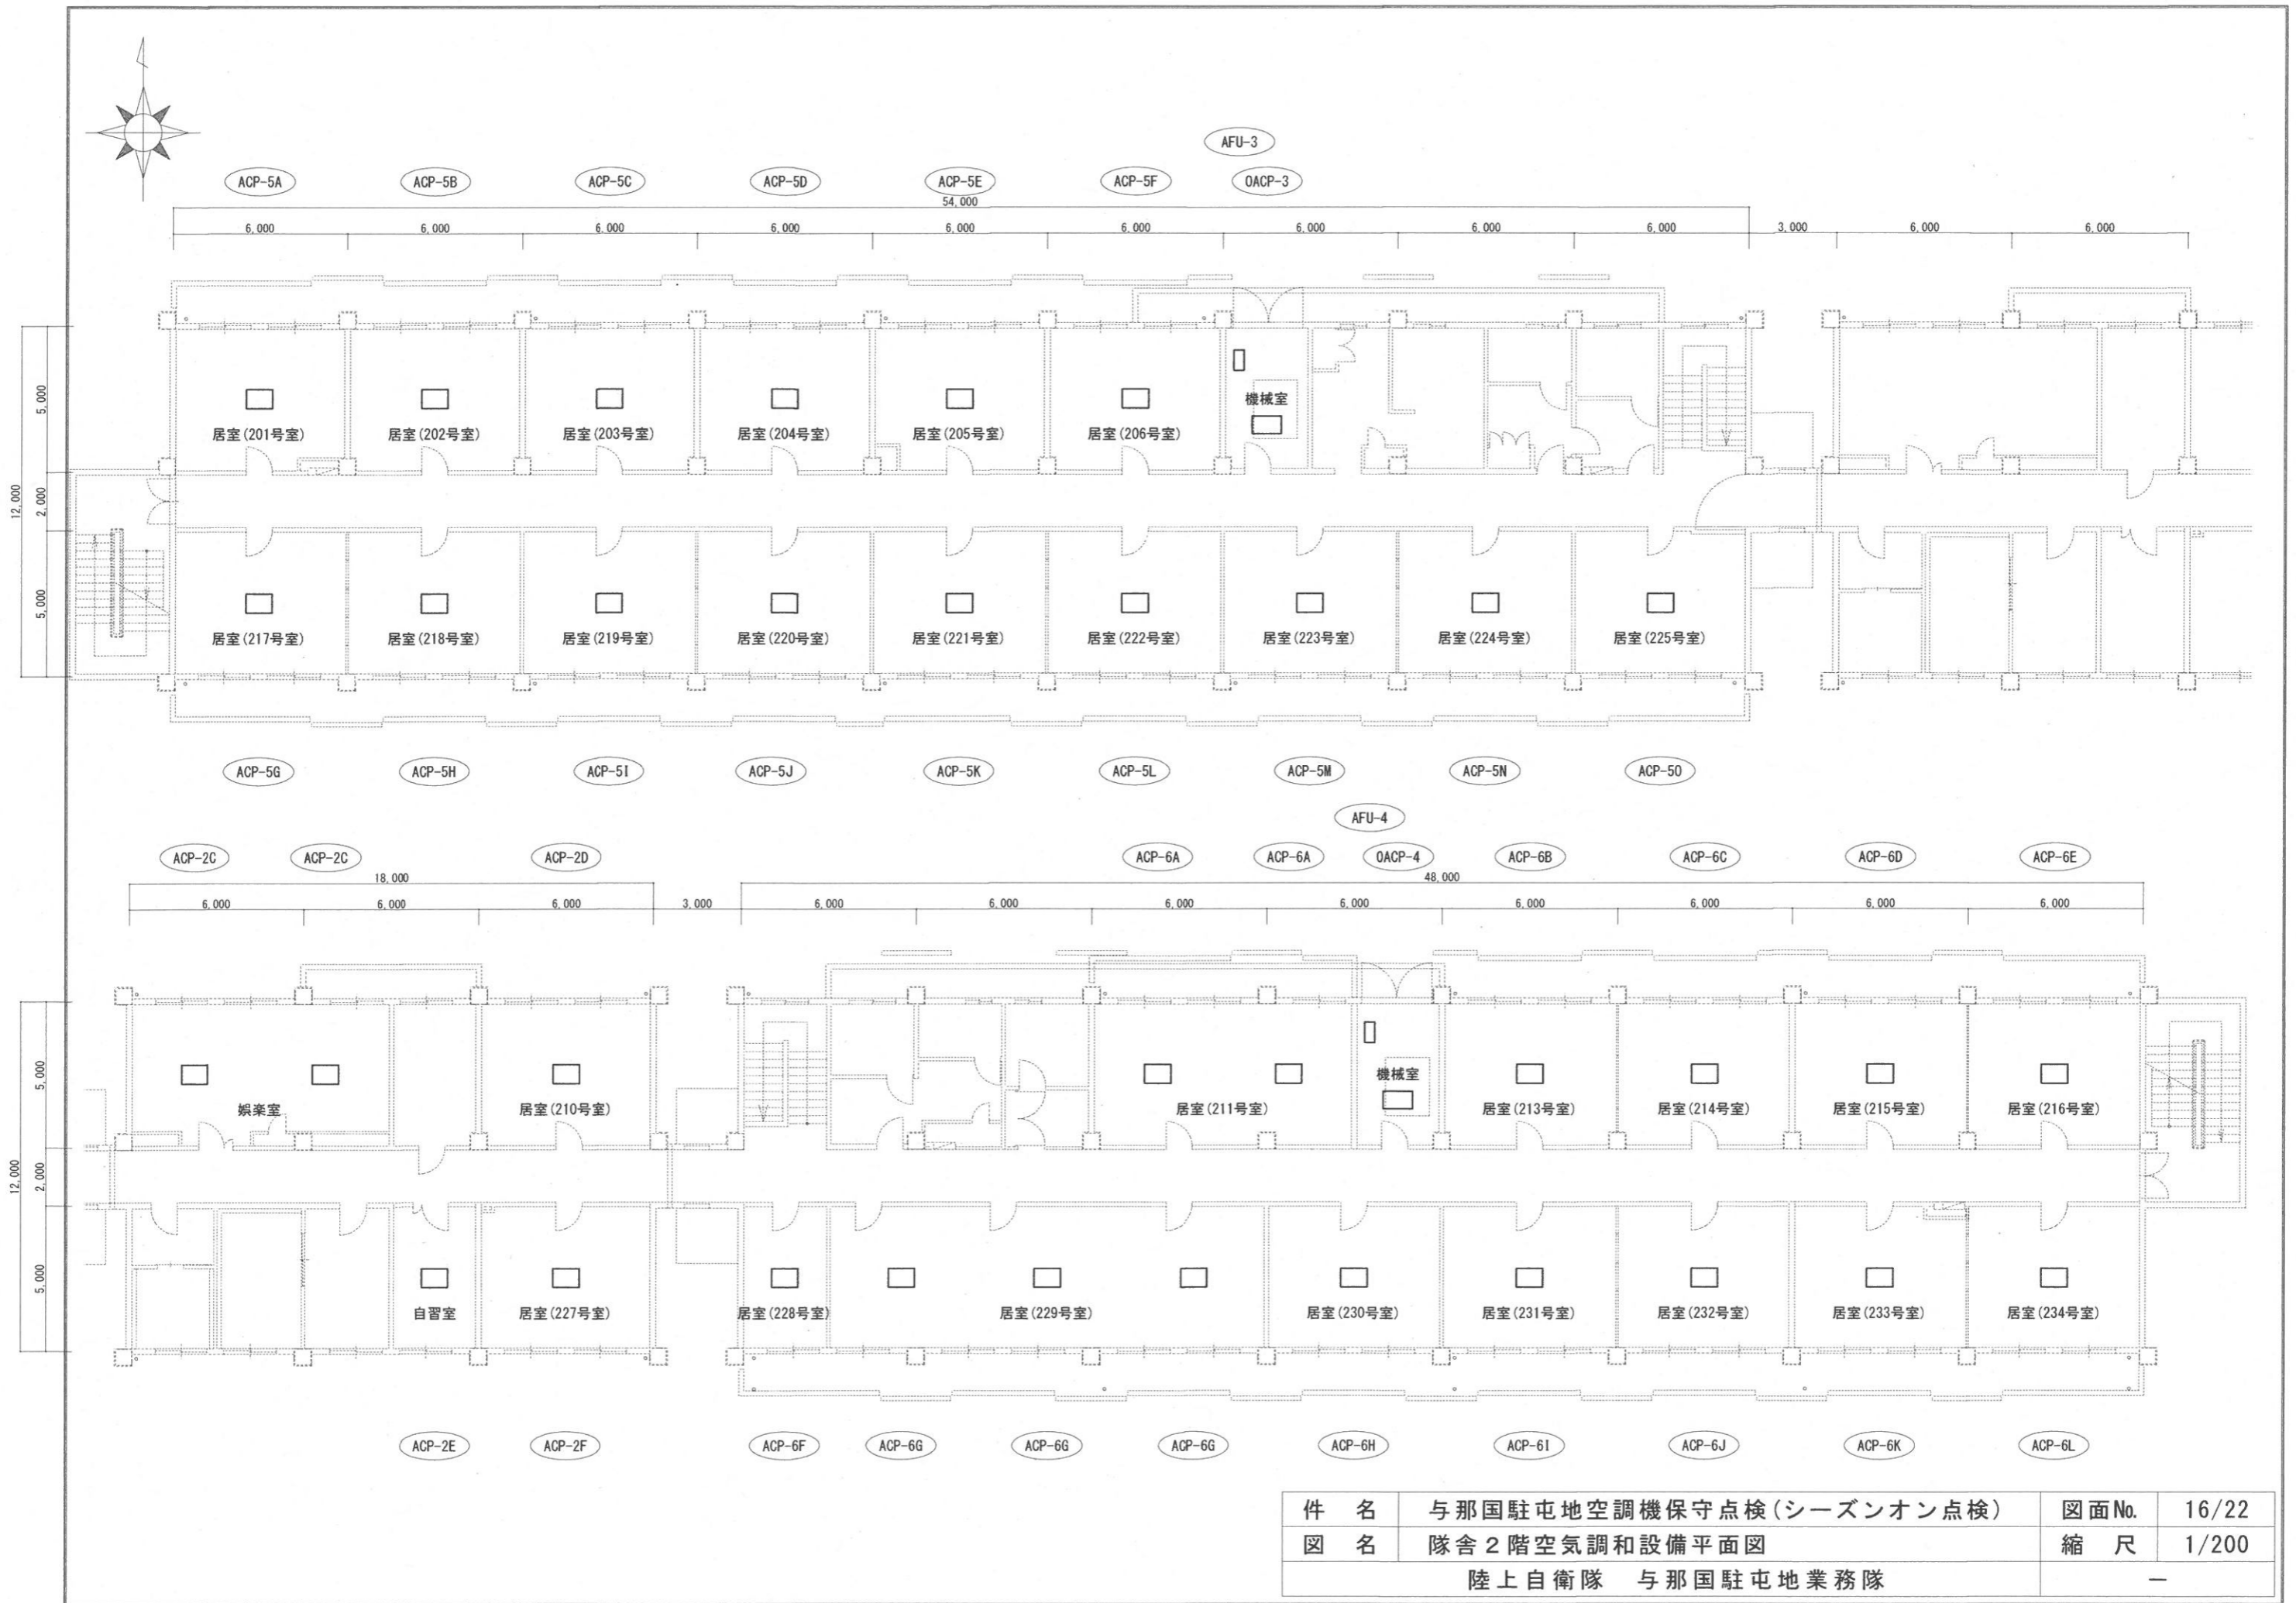 AFU-3
ACP-5A ACP-5B ACP-5C ACP-5D ACP-5E ACP-5F OACP-3
54,000
6,000 6,000 6,000 6,000 6,000 6,000 6,000 6,000 6,000 3,000 6,000 6,000
12,000
5,000
2,000
5,000
機械室
居室(201号室) 居室(202号室) 居室(203号室) 居室(204号室) 居室(205号室) 居室(206号室)
居室(217号室) 居室(218号室) 居室(219号室) 居室(220号室) 居室(221号室) 居室(222号室) 居室(223号室) 居室(224号室) 居室(225号室)
ACP-5G ACP-5H ACP-5I ACP-5J ACP-5K ACP-5L ACP-5M ACP-5N ACP-5O
AFU-4
ACP-2C ACP-2C ACP-2D ACP-6A ACP-6A OACP-4 ACP-6B ACP-6C ACP-6D ACP-6E
18,000 48,000
6,000 6,000 6,000 3,000 6,000 6,000 6,000 6,000 6,000 6,000 6,000 6,000
12,000
5,000
2,000
5,000
機械室
娯楽室 居室(210号室) 居室(211号室) 居室(213号室) 居室(214号室) 居室(215号室) 居室(216号室)
自習室 居室(227号室) 居室(228号室) 居室(229号室) 居室(230号室) 居室(231号室) 居室(232号室) 居室(233号室) 居室(234号室)
ACP-2E ACP-2F ACP-6F ACP-6G ACP-6G ACP-6G ACP-6H ACP-6I ACP-6J ACP-6K ACP-6L
件 名 与那国駐屯地空調機保守点検(シーズンオン点検) 図面No. 16/22
図 名 隊舎2階空気調和設備平面図 縮 尺 1/200
陸上自衛隊 与那国駐屯地業務隊 ―